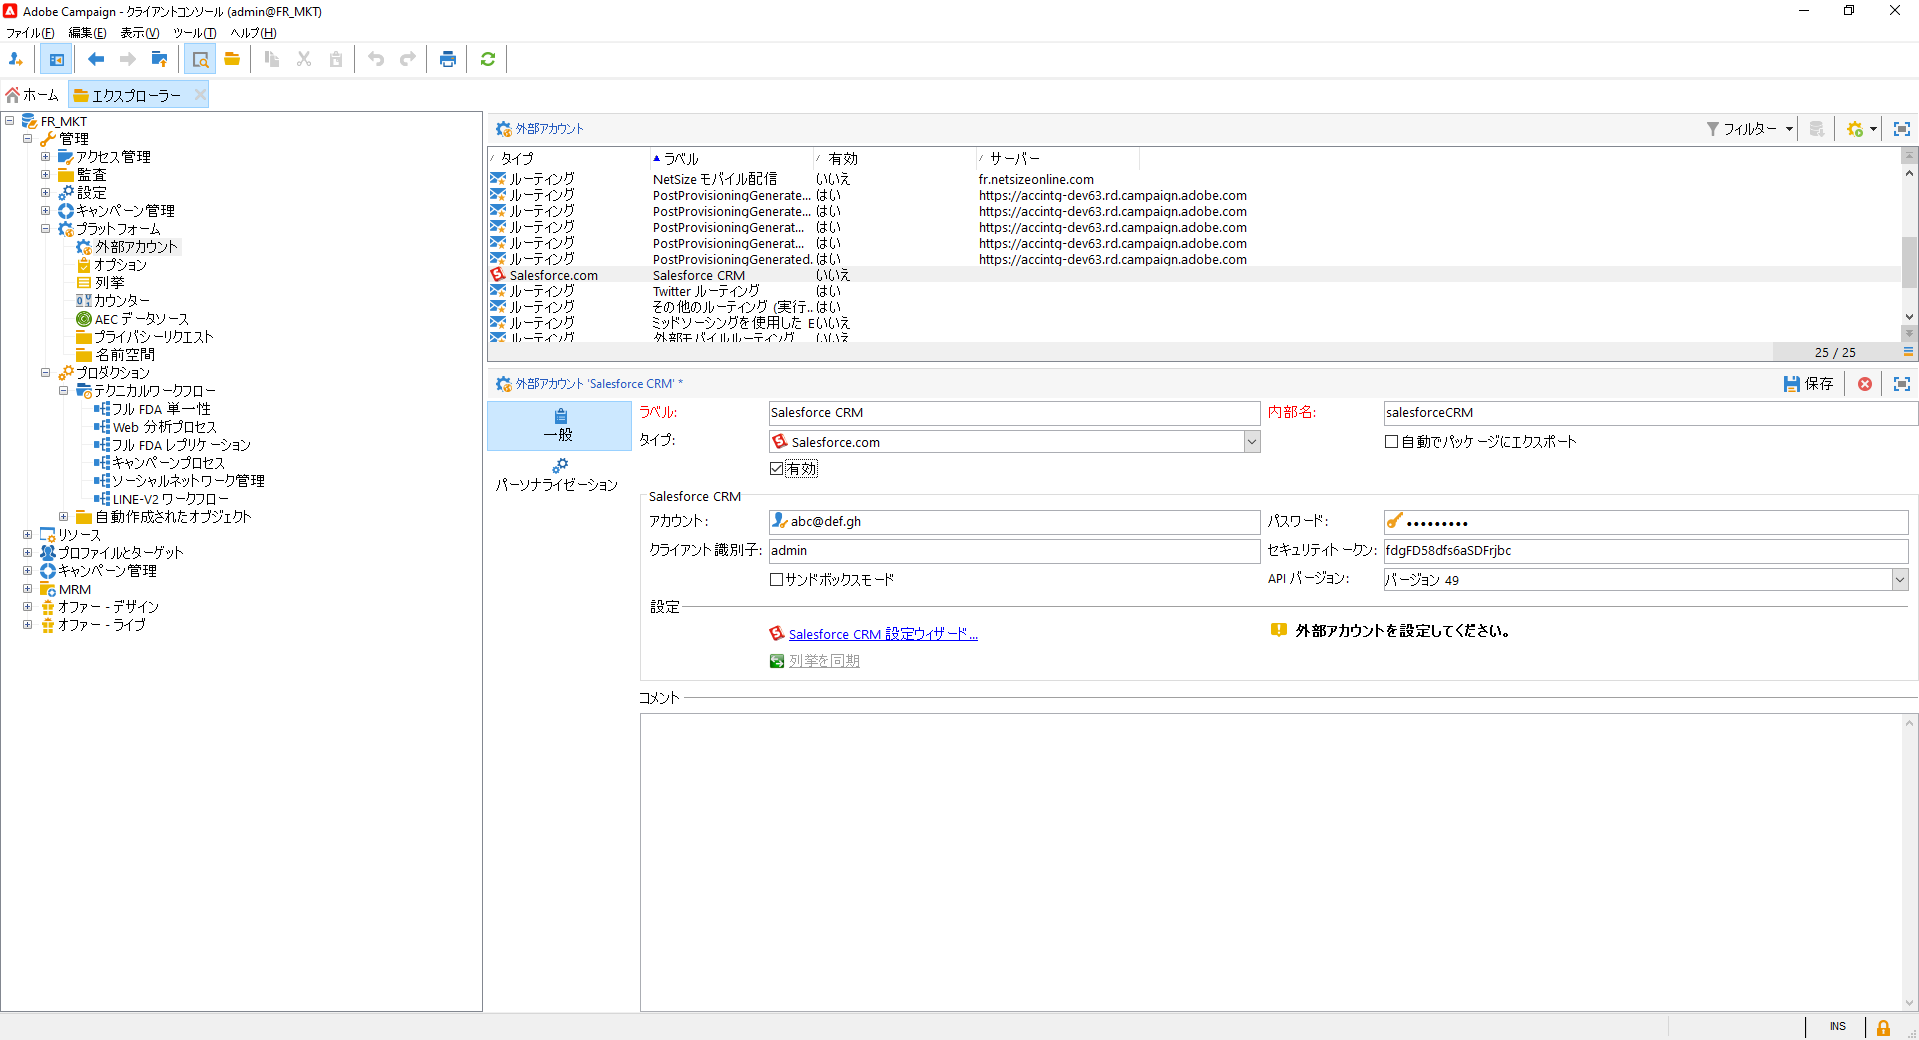 Adobe Campaign - クライアントコンソール (admin@FR_MKT)
ファイル(F) 編集(E) 表示(V) ツール(T) ヘルプ(H)
ホーム エクスプローラー
FR_MKT
管理
アクセス管理
監査
設定
キャンペーン管理
プラットフォーム
外部アカウント
オプション
列挙
カウンター
AEC データソース
プライバシーリクエスト
名前空間
プロダクション
テクニカルワークフロー
フル FDA 単一性
Web 分析プロセス
フル FDA レプリケーション
キャンペーンプロセス
ソーシャルネットワーク管理
LINE-V2 ワークフロー
自動作成されたオブジェクト
リソース
プロファイルとターゲット
キャンペーン管理
MRM
オファー - デザイン
オファー - ライブ
外部アカウント フィルター
タイプ ラベル 有効 サーバー
ルーティング NetSize モバイル配信 いいえ fr.netsizeonline.com
ルーティング PostProvisioningGenerate... はい https://accintg-dev63.rd.campaign.adobe.com
ルーティング PostProvisioningGenerate... はい https://accintg-dev63.rd.campaign.adobe.com
ルーティング PostProvisioningGenerat... はい https://accintg-dev63.rd.campaign.adobe.com
ルーティング PostProvisioningGenerat... はい https://accintg-dev63.rd.campaign.adobe.com
ルーティング PostProvisioningGenerated. はい https://accintg-dev63.rd.campaign.adobe.com
Salesforce.com Salesforce CRM いいえ
ルーティング Twitter ルーティング はい
ルーティング その他のルーティング (実行.. はい
ルーティング ミッドソーシングを使用した E いいえ
ルーティング 外部モバイルルーティング いいえ
25 / 25
外部アカウント 'Salesforce CRM' * 保存
一般
パーソナライゼーション
ラベル: Salesforce CRM 内部名: salesforceCRM
タイプ: Salesforce.com 自動でパッケージにエクスポート
有効
Salesforce CRM
アカウント: abc@def.gh パスワード: •••••••••
クライアント識別子: admin セキュリティトークン: fdgFD58dfs6aSDFrjbc
サンドボックスモード API バージョン: バージョン 49
設定
Salesforce CRM 設定ウィザード... 外部アカウントを設定してください。
列挙を同期
コメント
INS